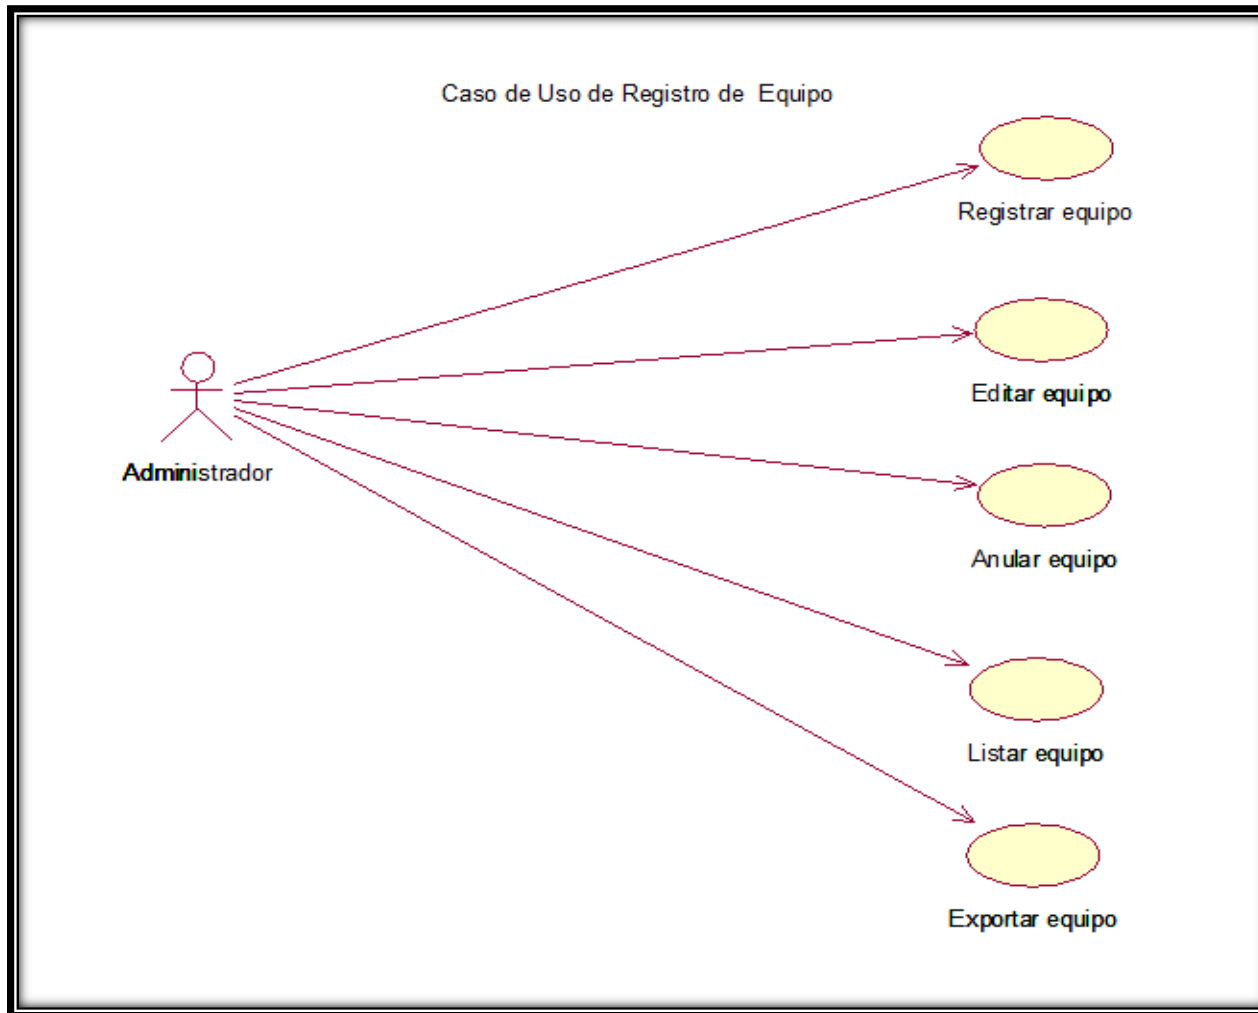 Caso de Uso de Registro de Equipo
Registrar equipo
Editar equipo
Administrador
Anular equipo
Listar equipo
Exportar equipo